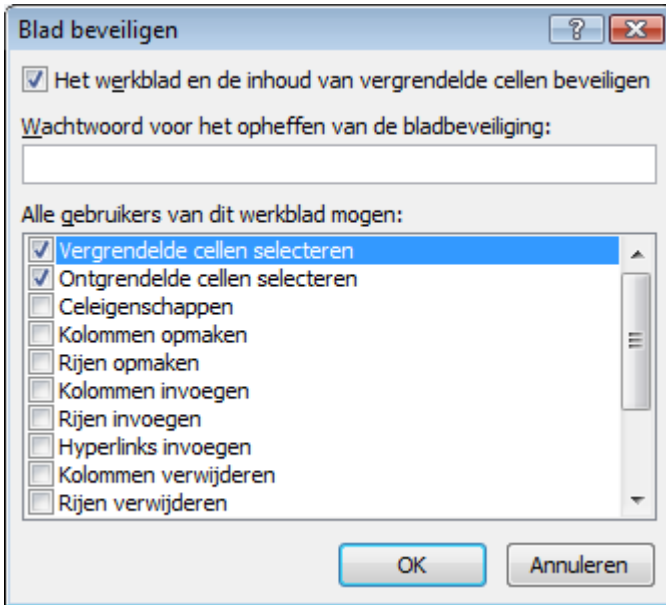 Blad beveiligen
Het werkblad en de inhoud van vergrendelde cellen beveiligen
Wachtwoord voor het opheffen van de bladbeveiliging:
Alle gebruikers van dit werkblad mogen:
Vergrendelde cellen selecteren
Ontgrendelde cellen selecteren
Celeigenschappen
Kolommen opmaken
Rijen opmaken
Kolommen invoegen
Rijen invoegen
Hyperlinks invoegen
Kolommen verwijderen
Rijen verwijderen
OK Annuleren